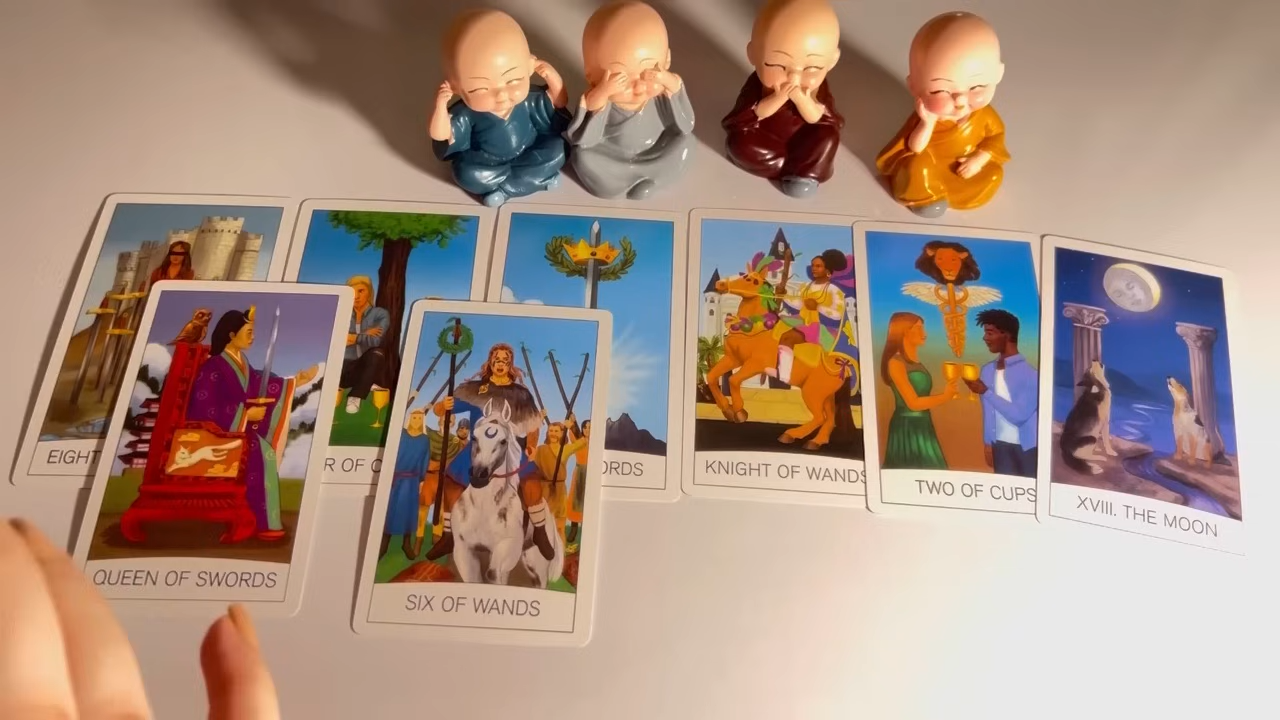 EIGHT
R OF C
ORDS
KNIGHT OF WANDS
TWO OF CUPS
XVIII. THE MOON
QUEEN OF SWORDS
SIX OF WANDS